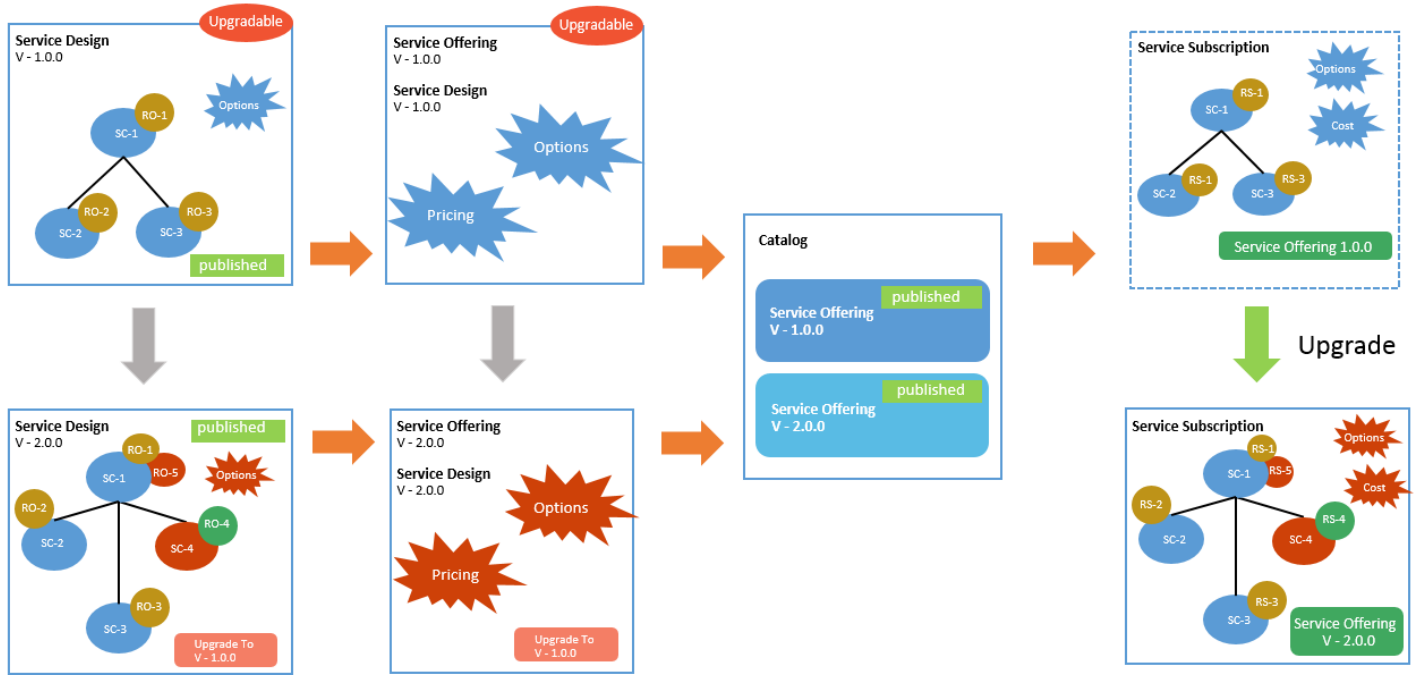 Upgradable
Service Design
V - 1.0.0
Options
RO-1
SC-1
RO-2
SC-2
RO-3
SC-3
published
Upgradable
Service Offering
V - 1.0.0
Service Design
V - 1.0.0
Options
Pricing
Catalog
published
Service Offering
V - 1.0.0
published
Service Offering
V - 2.0.0
Service Subscription
Options
Cost
RS-1
SC-1
RS-1
SC-2
RS-3
SC-3
Service Offering 1.0.0
Upgrade
Service Design
V - 2.0.0
published
RO-1
SC-1
RO-5
Options
RO-2
SC-2
RO-4
SC-4
RO-3
SC-3
Upgrade To
V - 1.0.0
Service Offering
V - 2.0.0
Service Design
V - 2.0.0
Options
Pricing
Upgrade To
V - 1.0.0
Service Subscription
Options
Cost
RS-1
SC-1
RS-5
RS-2
SC-2
RS-4
SC-4
RS-3
SC-3
Service Offering
V - 2.0.0